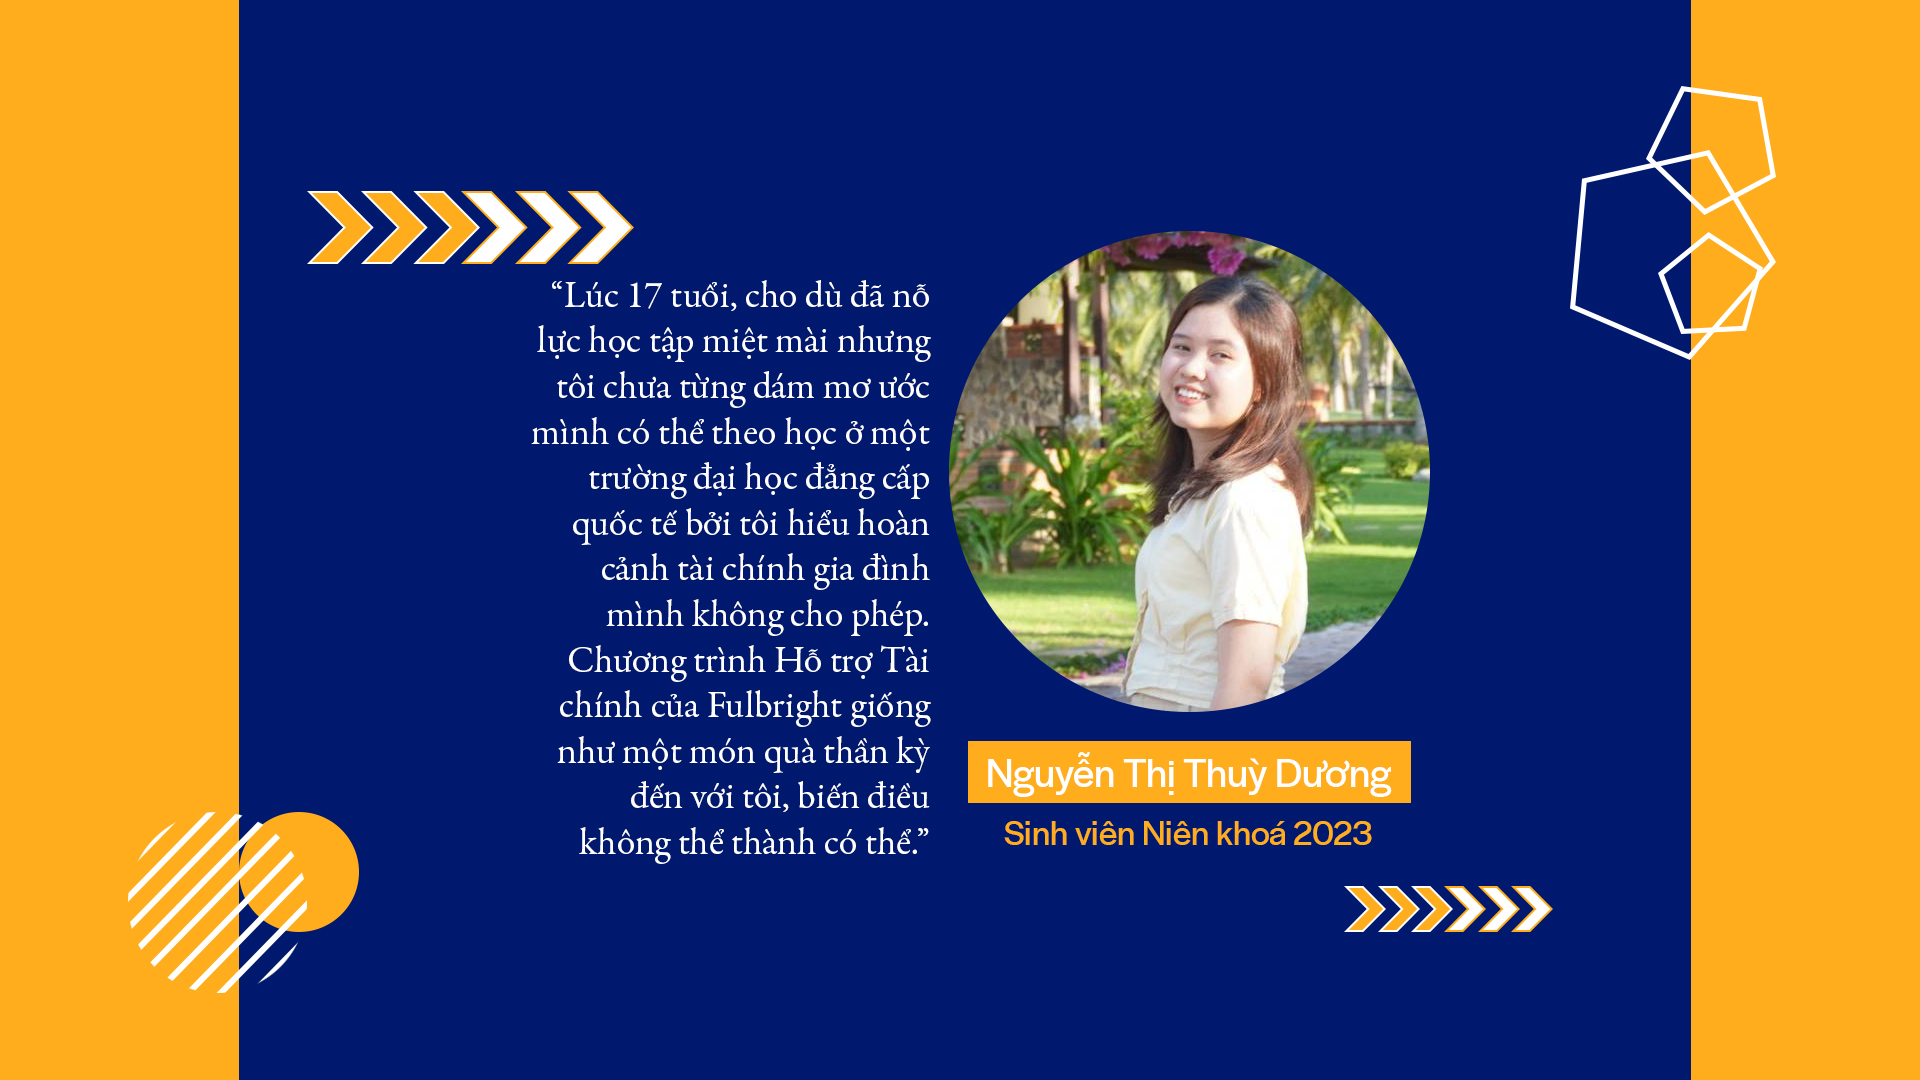 “Lúc 17 tuổi, cho dù đã nỗ
lực học tập miệt mài nhưng
tôi chưa từng dám mơ ước
mình có thể theo học ở một
trường đại học đẳng cấp
quốc tế bởi tôi hiểu hoàn
cảnh tài chính gia đình
mình không cho phép.
Chương trình Hỗ trợ Tài
chính của Fulbright giống
như một món quà thần kỳ
đến với tôi, biến điều
không thể thành có thể.”
Nguyễn Thị Thuỳ Dương
Sinh viên Niên khoá 2023